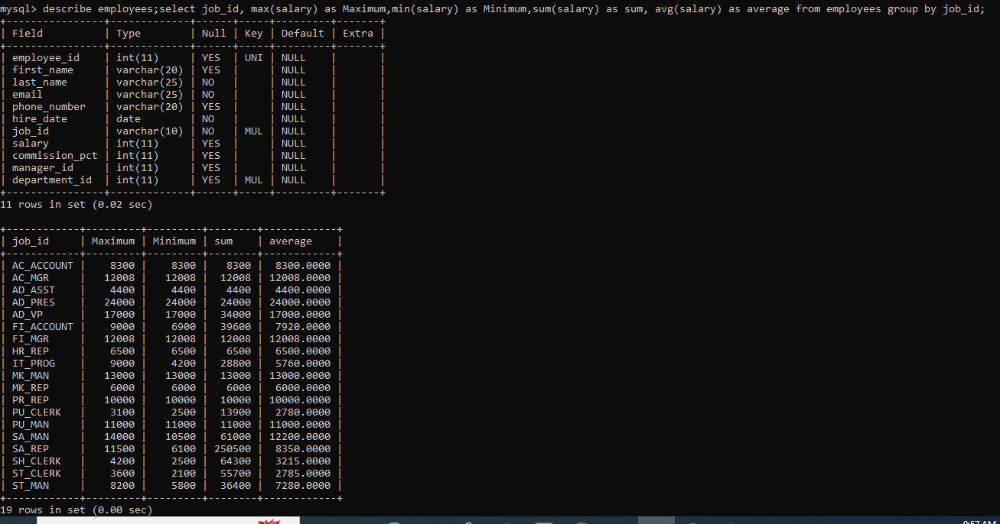 mysql> describe employees;select job_id, max(salary) as Maximum,min(salary) as Minimum,sum(salary) as sum, avg(salary) as average from employees group by job_id;
+----------------+-------------+------+-----+---------+-------+
| Field          | Type        | Null | Key | Default | Extra |
+----------------+-------------+------+-----+---------+-------+
| employee_id    | int(11)     | YES  | UNI | NULL    |       |
| first_name     | varchar(20) | YES  |     | NULL    |       |
| last_name      | varchar(25) | NO   |     | NULL    |       |
| email          | varchar(25) | NO   |     | NULL    |       |
| phone_number   | varchar(20) | YES  |     | NULL    |       |
| hire_date      | date        | NO   |     | NULL    |       |
| job_id         | varchar(10) | NO   | MUL | NULL    |       |
| salary         | int(11)     | YES  |     | NULL    |       |
| commission_pct | int(11)     | YES  |     | NULL    |       |
| manager_id     | int(11)     | YES  |     | NULL    |       |
| department_id  | int(11)     | YES  | MUL | NULL    |       |
+----------------+-------------+------+-----+---------+-------+
11 rows in set (0.02 sec)

+------------+---------+---------+--------+------------+
| job_id     | Maximum | Minimum | sum    | average    |
+------------+---------+---------+--------+------------+
| AC_ACCOUNT |    8300 |    8300 |   8300 |  8300.0000 |
| AC_MGR     |   12008 |   12008 |  12008 | 12008.0000 |
| AD_ASST    |    4400 |    4400 |   4400 |  4400.0000 |
| AD_PRES    |   24000 |   24000 |  24000 | 24000.0000 |
| AD_VP      |   17000 |   17000 |  34000 | 17000.0000 |
| FI_ACCOUNT |    9000 |    6900 |  39600 |  7920.0000 |
| FI_MGR     |   12008 |   12008 |  12008 | 12008.0000 |
| HR_REP     |    6500 |    6500 |   6500 |  6500.0000 |
| IT_PROG    |    9000 |    4200 |  28800 |  5760.0000 |
| MK_MAN     |   13000 |   13000 |  13000 | 13000.0000 |
| MK_REP     |    6000 |    6000 |   6000 |  6000.0000 |
| PR_REP     |   10000 |   10000 |  10000 | 10000.0000 |
| PU_CLERK   |    3100 |    2500 |  13900 |  2780.0000 |
| PU_MAN     |   11000 |   11000 |  11000 | 11000.0000 |
| SA_MAN     |   14000 |   10500 |  61000 | 12200.0000 |
| SA_REP     |   11500 |    6100 | 250500 |  8350.0000 |
| SH_CLERK   |    4200 |    2500 |  64300 |  3215.0000 |
| ST_CLERK   |    3600 |    2100 |  55700 |  2785.0000 |
| ST_MAN     |    8200 |    5800 |  36400 |  7280.0000 |
+------------+---------+---------+--------+------------+
19 rows in set (0.00 sec)